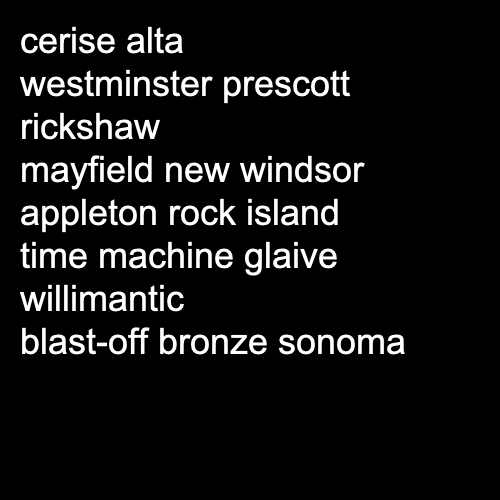 cerise alta
westminster prescott
rickshaw
mayfield new windsor
appleton rock island
time machine glaive
willimantic
blast-off bronze sonoma